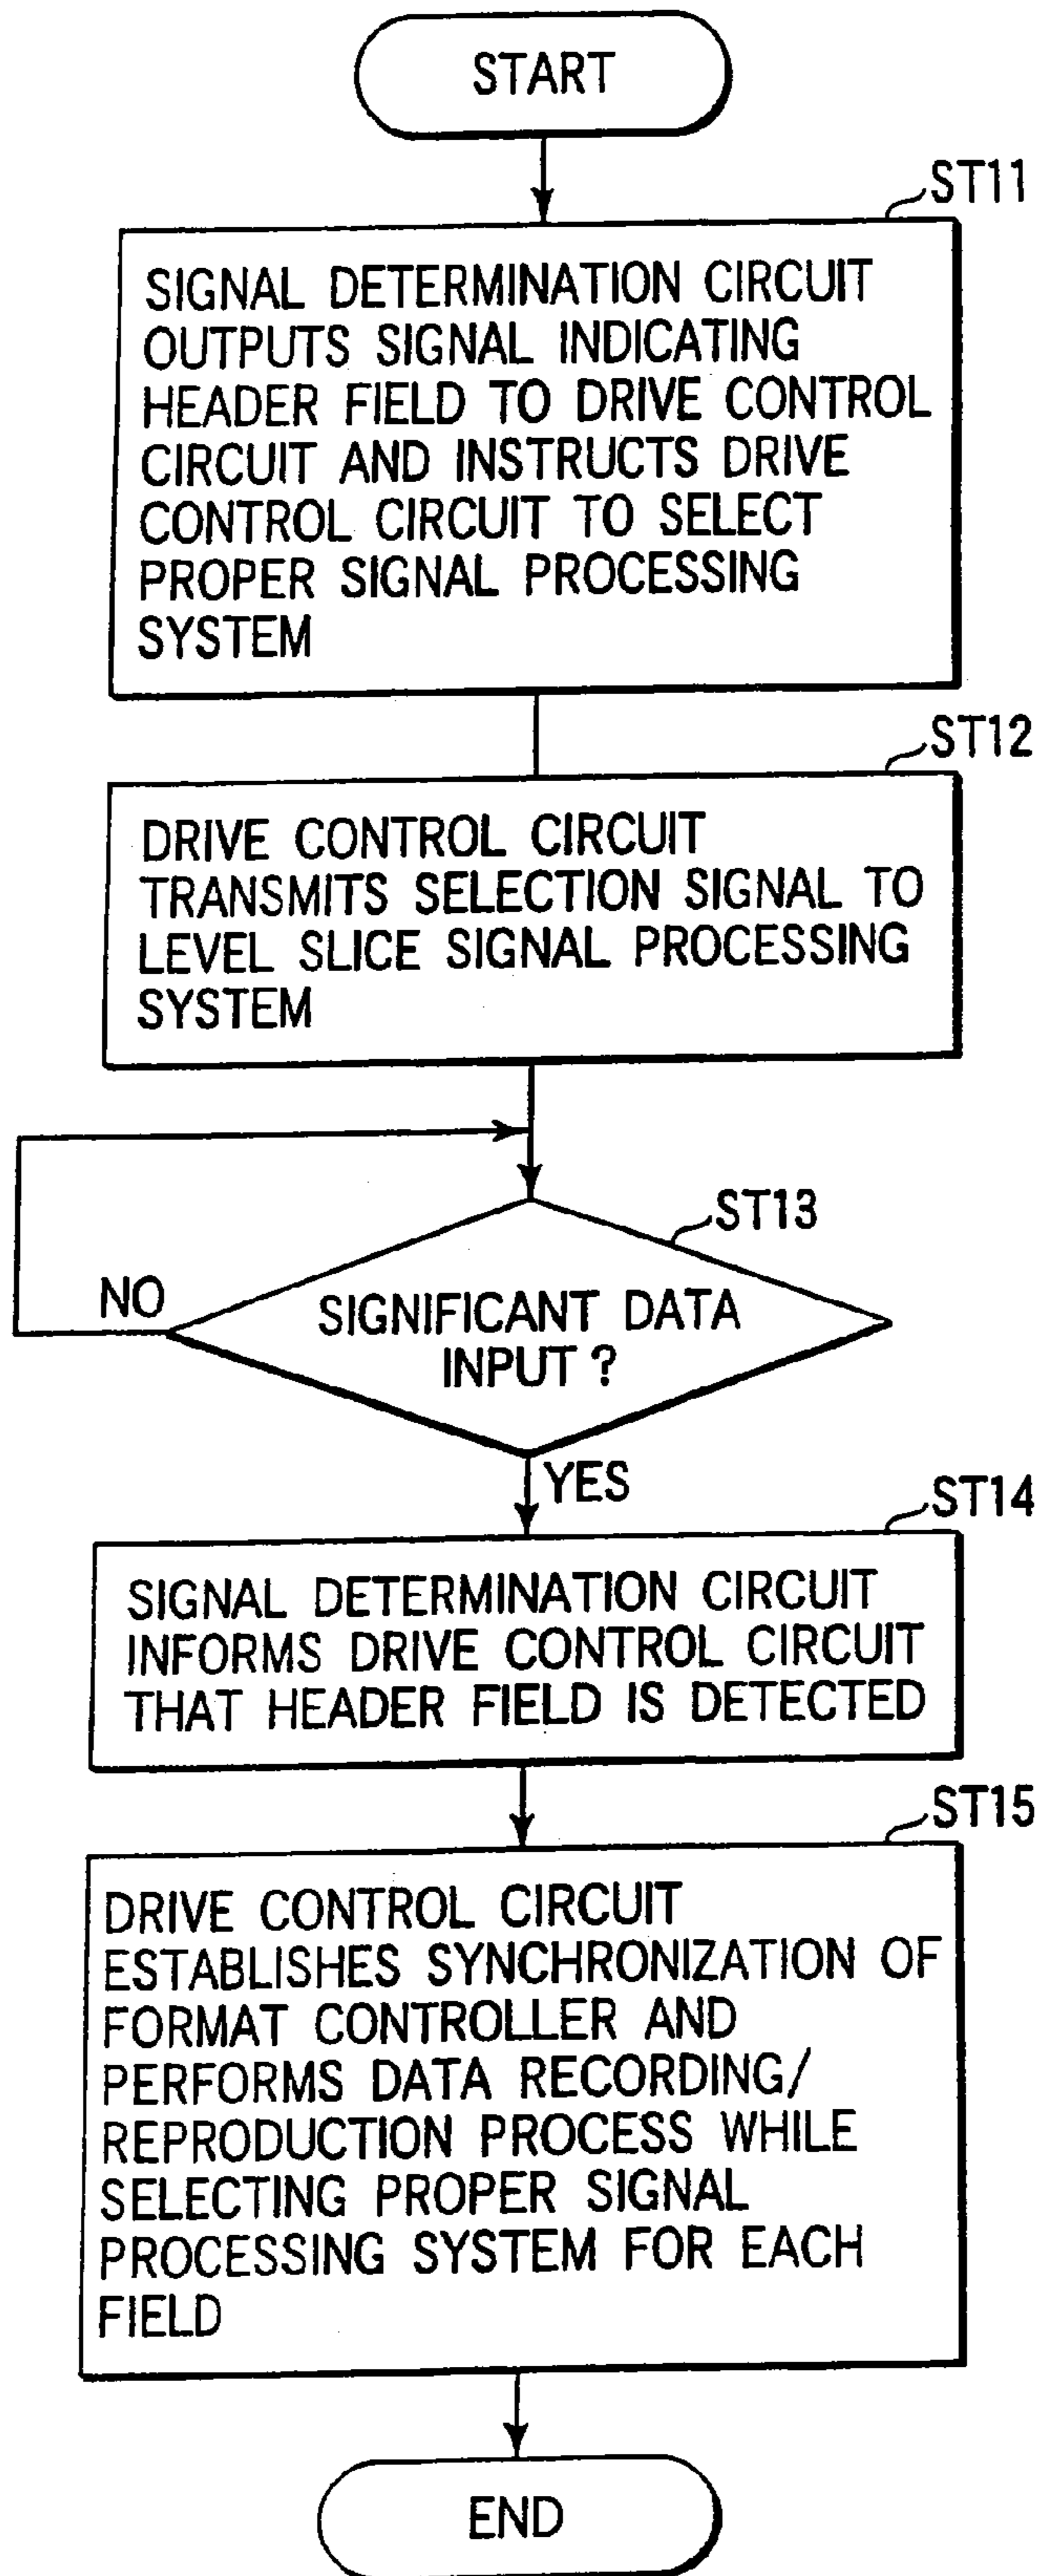 START
ST11
SIGNAL DETERMINATION CIRCUIT
OUTPUTS SIGNAL INDICATING
HEADER FIELD TO DRIVE CONTROL
CIRCUIT AND INSTRUCTS DRIVE
CONTROL CIRCUIT TO SELECT
PROPER SIGNAL PROCESSING
SYSTEM
ST12
DRIVE CONTROL CIRCUIT
TRANSMITS SELECTION SIGNAL TO
LEVEL SLICE SIGNAL PROCESSING
SYSTEM
ST13
NO
SIGNIFICANT DATA
INPUT ?
YES
ST14
SIGNAL DETERMINATION CIRCUIT
INFORMS DRIVE CONTROL CIRCUIT
THAT HEADER FIELD IS DETECTED
ST15
DRIVE CONTROL CIRCUIT
ESTABLISHES SYNCHRONIZATION OF
FORMAT CONTROLLER AND
PERFORMS DATA RECORDING/
REPRODUCTION PROCESS WHILE
SELECTING PROPER SIGNAL
PROCESSING SYSTEM FOR EACH
FIELD
END